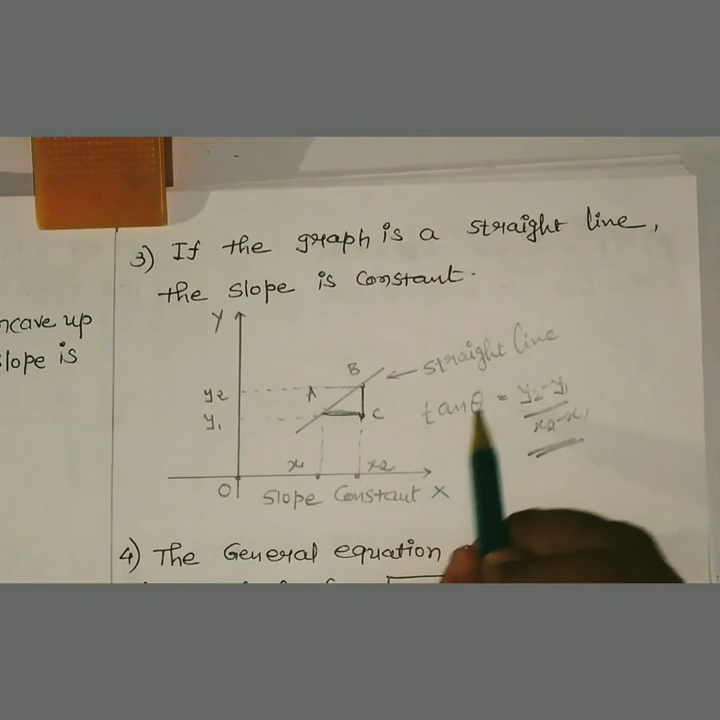 3) If the graph is a straight line,
the slope is constant.
ncave up
slope is
Y
B
straight line
y2
A
tanθ = y2-y1
x2-x1
y1
C
x1
x2
O
X
Slope Constant
4) The General equation